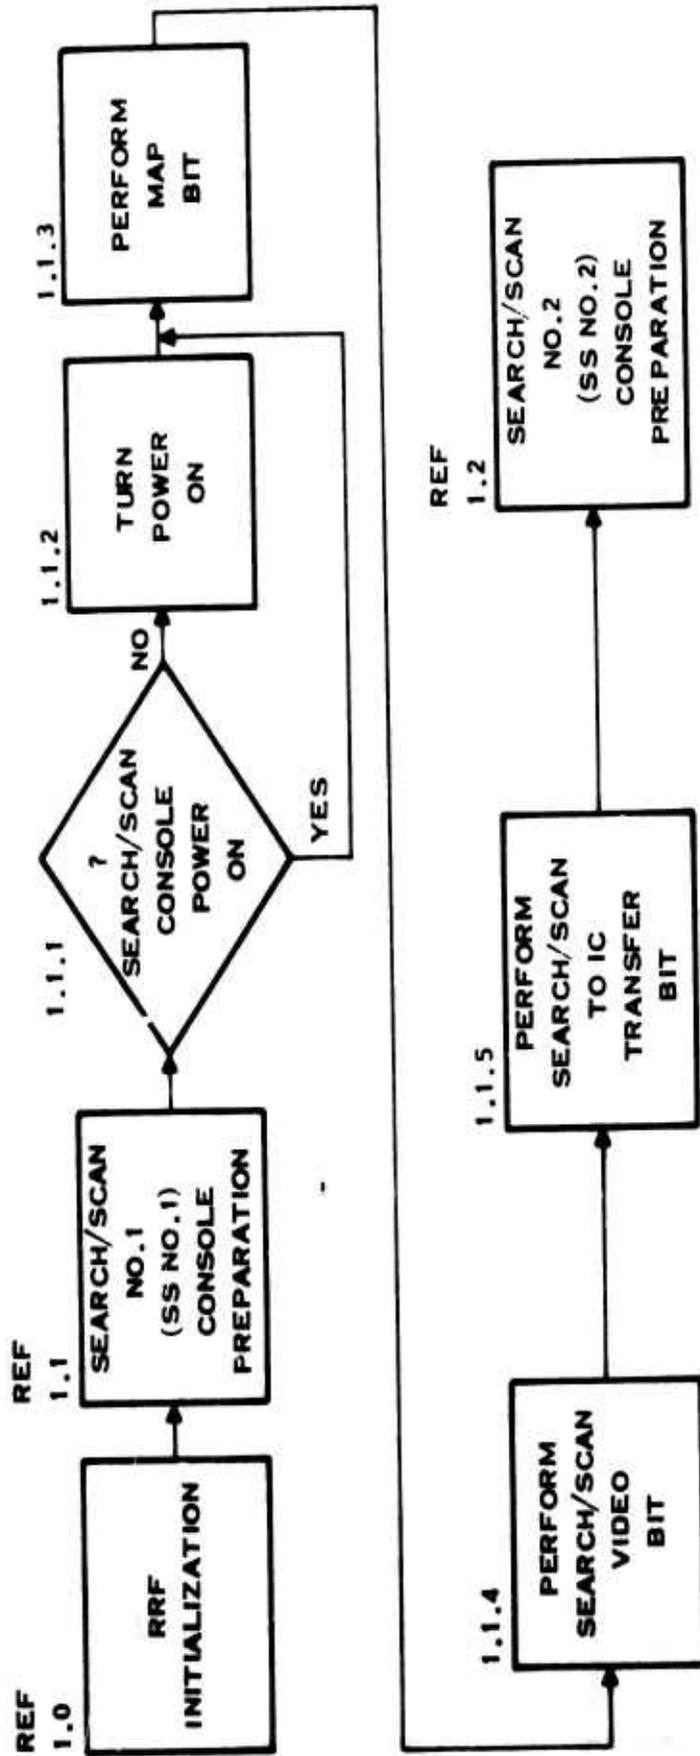 REF
1.0
RRF
INITIALIZATION
REF
1.1
SEARCH/SCAN
NO.1
(SS NO.1)
CONSOLE
PREPARATION
1.1.1
?
SEARCH/SCAN
CONSOLE
POWER
ON
NO
YES
1.1.2
TURN
POWER
ON
1.1.3
PERFORM
MAP
BIT
1.1.4
PERFORM
SEARCH/SCAN
VIDEO
BIT
1.1.5
PERFORM
SEARCH/SCAN
TO IC
TRANSFER
BIT
REF
1.2
SEARCH/SCAN
NO.2
(SS NO.2)
CONSOLE
PREPARATION